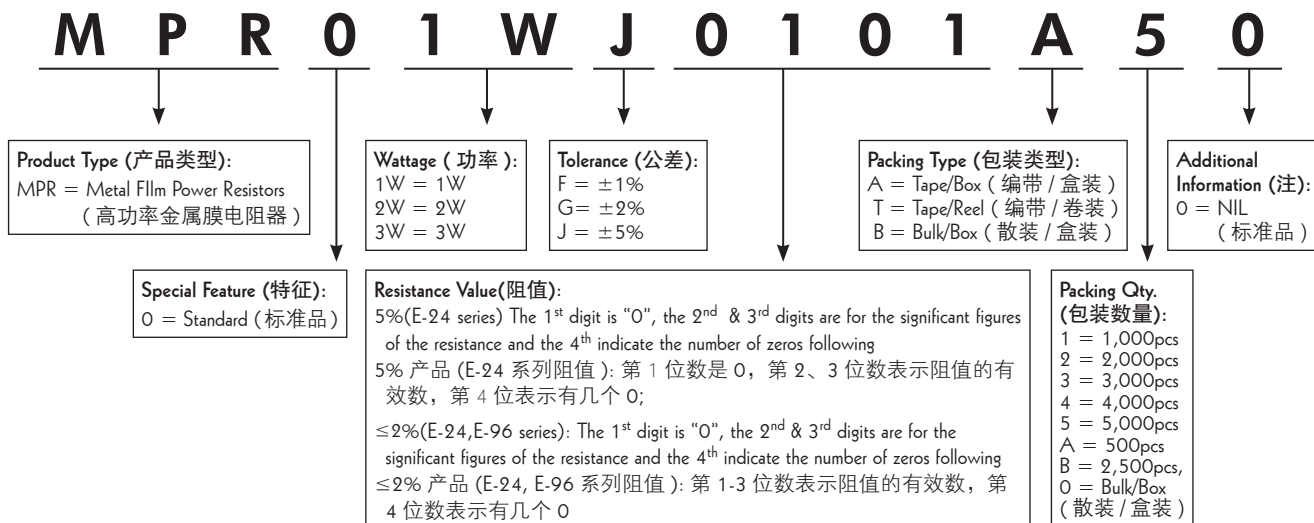 M P R 0 1 W J 0 1 0 1 A 5 0
Product Type (产品类型):
MPR = Metal FIlm Power Resistors
( 高功率金属膜电阻器 )
Wattage ( 功率 ):
1W = 1W
2W = 2W
3W = 3W
Tolerance (公差):
F = ±1%
G= ±2%
J = ±5%
Packing Type (包装类型):
A = Tape/Box ( 编带 / 盒装 )
T = Tape/Reel ( 编带 / 卷装 )
B = Bulk/Box ( 散装 / 盒装 )
Additional
Information (注):
0 = NIL
( 标准品 )
Special Feature (特征):
0 = Standard ( 标准品 )
Resistance Value(阻值):
5%(E-24 series) The 1st digit is “0”, the 2nd & 3rd digits are for the significant figures
of the resistance and the 4th indicate the number of zeros following
5% 产品 (E-24 系列阻值 ): 第 1 位数是 0，第 2、3 位数表示阻值的有
效数，第 4 位表示有几个 0;
≤2%(E-24,E-96 series): The 1st digit is “0”, the 2nd & 3rd digits are for the
significant figures of the resistance and the 4th indicate the number of zeros following
≤2% 产品 (E-24, E-96 系列阻值 ): 第 1-3 位数表示阻值的有效数，第
4 位数表示有几个 0
Packing Qty.
(包装数量):
1 = 1,000pcs
2 = 2,000pcs
3 = 3,000pcs
4 = 4,000pcs
5 = 5,000pcs
A = 500pcs
B = 2,500pcs,
0 = Bulk/Box
( 散装 / 盒装 )